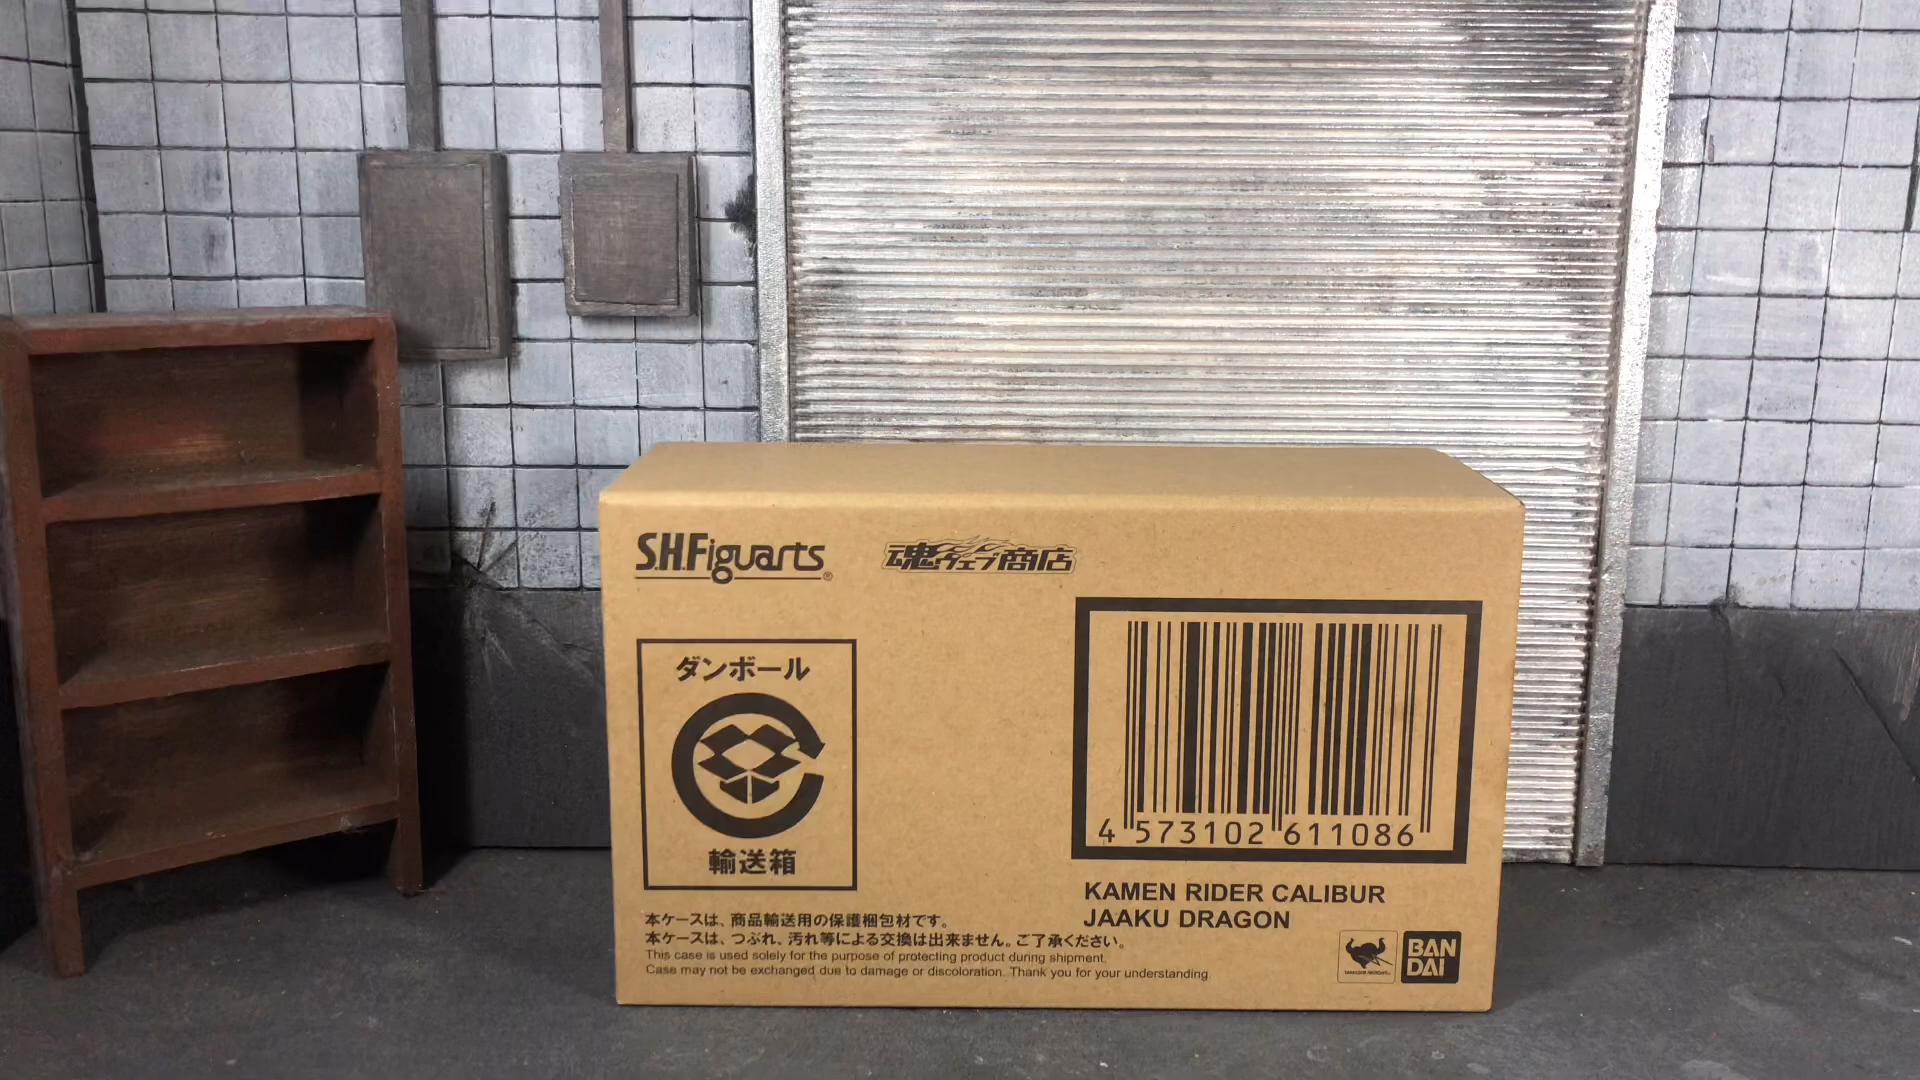 S.H.Figuarts®
魂ウェブ商店
ダンボール
輸送箱
4 573102 611086
KAMEN RIDER CALIBUR
JAAKU DRAGON
本ケースは、商品輸送用の保護梱包材です。
本ケースは、つぶれ、汚れ等による交換は出来ません。ご了承ください。
This case is used solely for the purpose of protecting product during shipment.
Case may not be exchanged due to damage or discoloration. Thank you for your understanding.
BAN
DAI